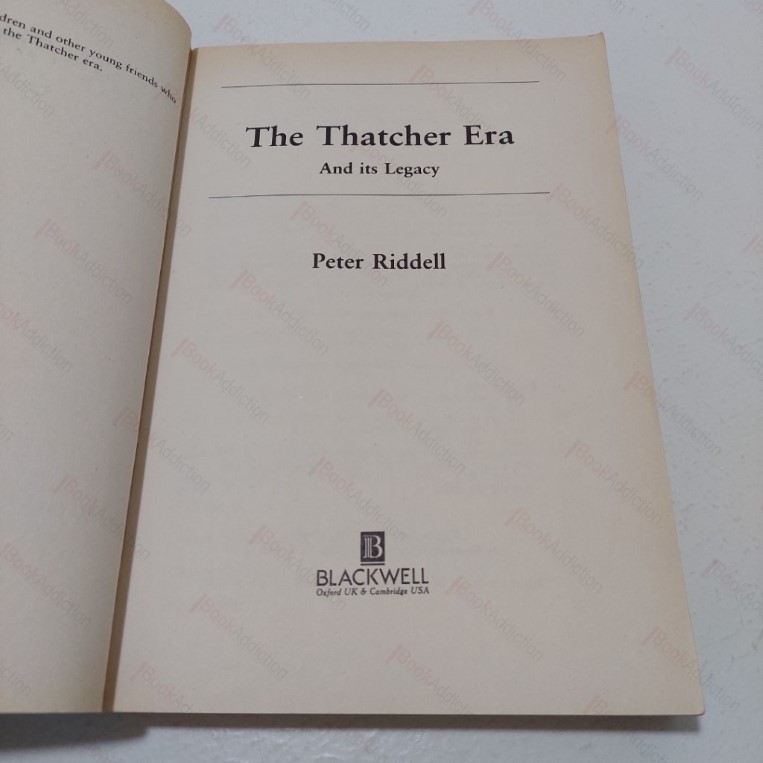 dren and other young friends who
the Thatcher era.
The Thatcher Era
And its Legacy
Peter Riddell
B
BLACKWELL
Oxford UK & Cambridge USA
BookAddiction